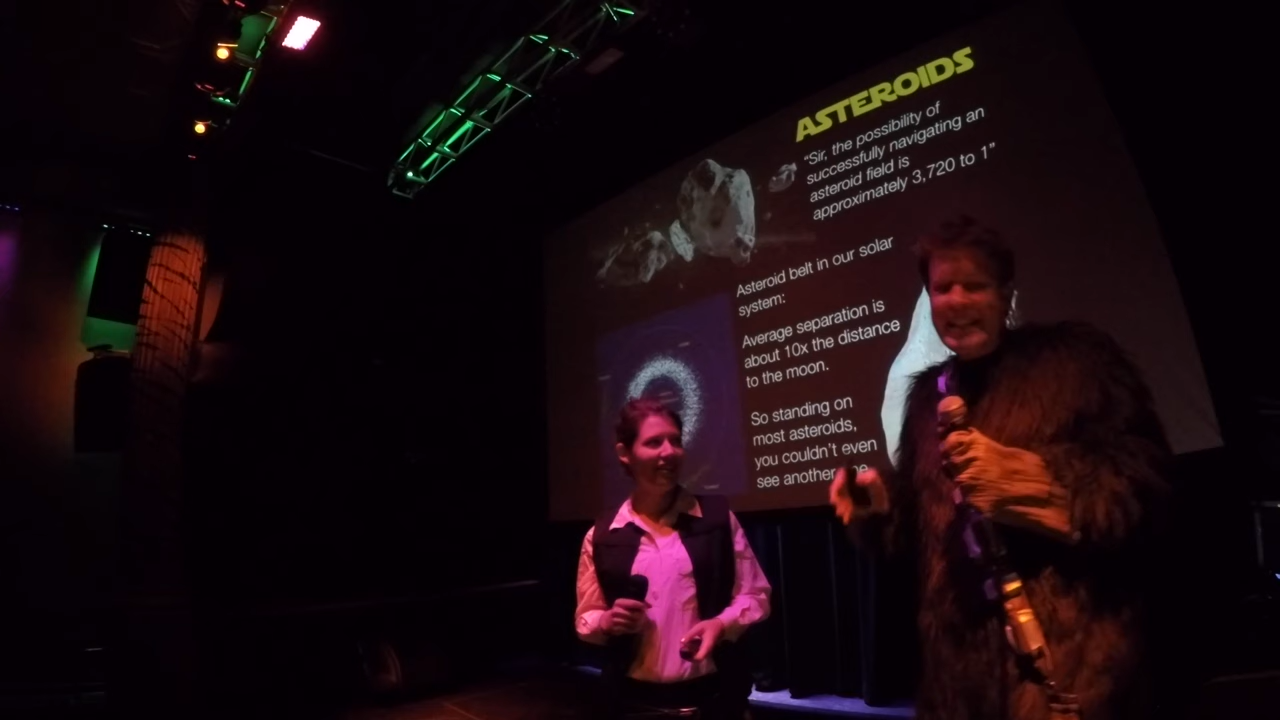 ASTEROIDS
"Sir, the possibility of
successfully navigating an
asteroid field is
approximately 3,720 to 1"
Asteroid belt in our solar
system:
Average separation is
about 10x the distance
to the moon.
So standing on
most asteroids,
you couldn't even
see another